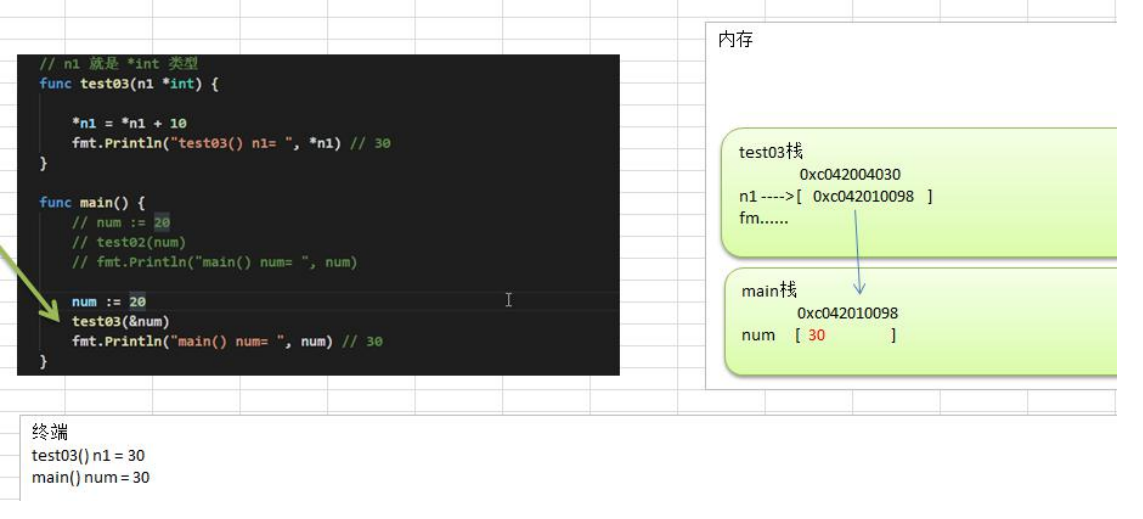 // n1 就是 *int 类型
func test03(n1 *int) {
*n1 = *n1 + 10
fmt.Println("test03() n1= ", *n1) // 30
}
func main() {
// num := 20
// test02(num)
// fmt.Println("main() num= ", num)
num := 20
test03(&num)
fmt.Println("main() num= ", num) // 30
}
内存
test03栈
0xc042004030
n1 ---->[ 0xc042010098 ]
fm......
main栈
0xc042010098
num [ 30 ]
终端
test03() n1 = 30
main() num = 30